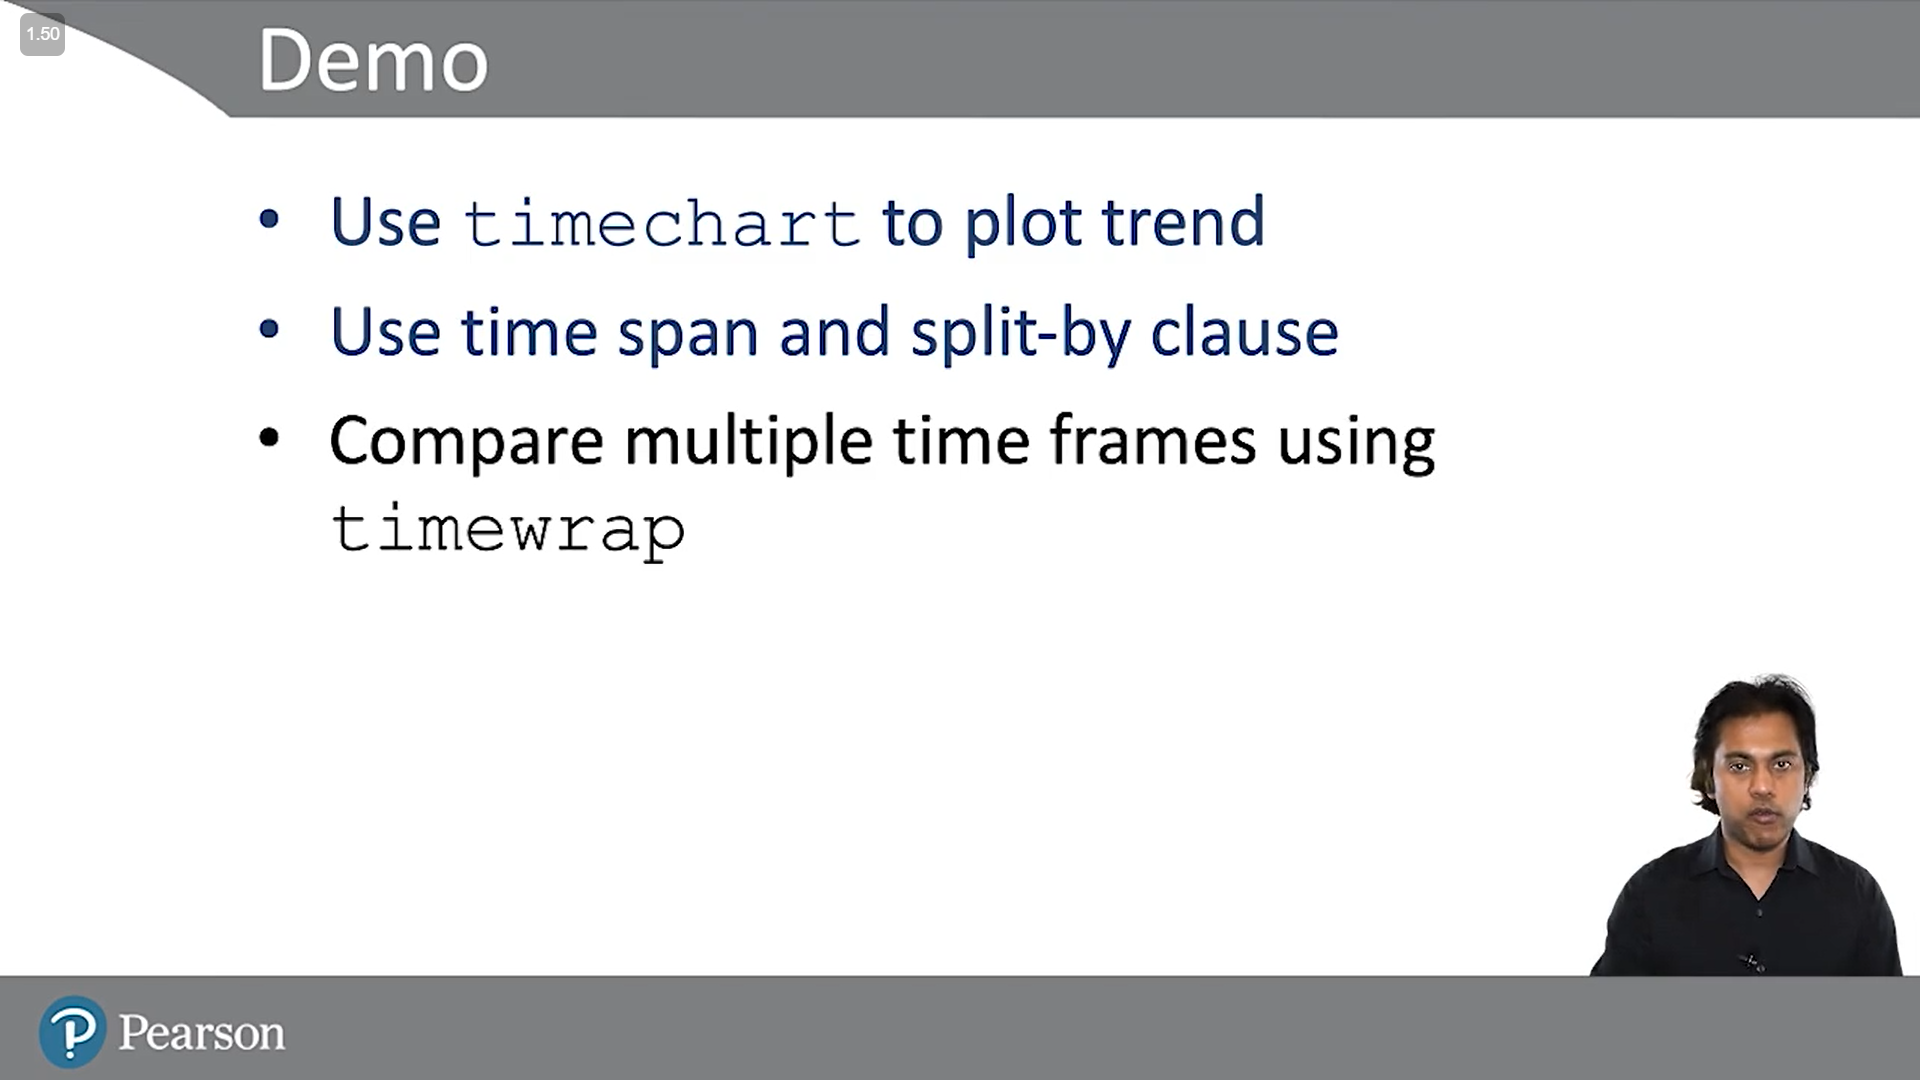 1.50
Demo
• Use timechart to plot trend
• Use time span and split-by clause
• Compare multiple time frames using
timewrap
Pearson